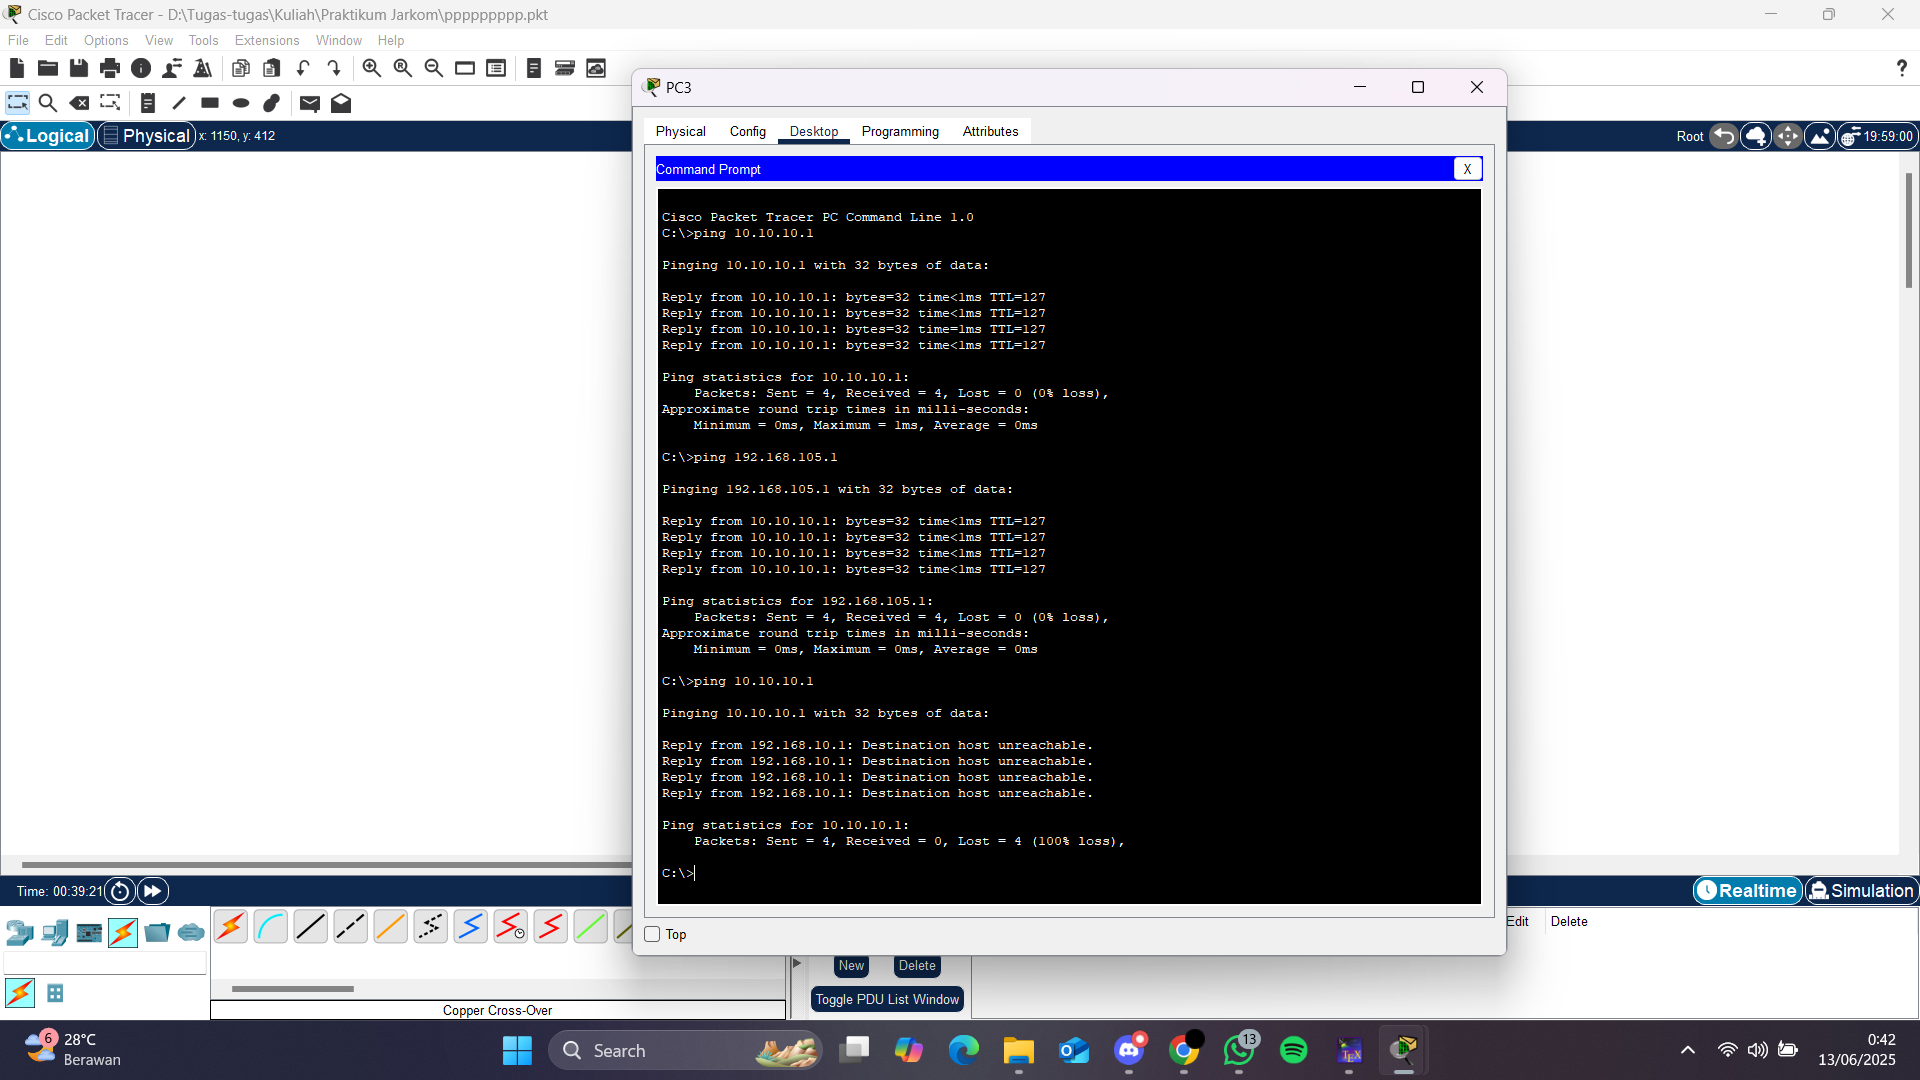 Cisco Packet Tracer - D:\Tugas-tugas\Kuliah\Praktikum Jarkom\pppppppppp.pkt
File Edit Options View Tools Extensions Window Help
Logical Physical x: 1150, y: 412
Root 19:59:00
PC3
Physical Config Desktop Programming Attributes
Command Prompt
X
Cisco Packet Tracer PC Command Line 1.0
C:\>ping 10.10.10.1
Pinging 10.10.10.1 with 32 bytes of data:
Reply from 10.10.10.1: bytes=32 time<1ms TTL=127
Reply from 10.10.10.1: bytes=32 time<1ms TTL=127
Reply from 10.10.10.1: bytes=32 time=1ms TTL=127
Reply from 10.10.10.1: bytes=32 time<1ms TTL=127
Ping statistics for 10.10.10.1:
Packets: Sent = 4, Received = 4, Lost = 0 (0% loss),
Approximate round trip times in milli-seconds:
Minimum = 0ms, Maximum = 1ms, Average = 0ms
C:\>ping 192.168.105.1
Pinging 192.168.105.1 with 32 bytes of data:
Reply from 10.10.10.1: bytes=32 time<1ms TTL=127
Reply from 10.10.10.1: bytes=32 time<1ms TTL=127
Reply from 10.10.10.1: bytes=32 time<1ms TTL=127
Reply from 10.10.10.1: bytes=32 time<1ms TTL=127
Ping statistics for 192.168.105.1:
Packets: Sent = 4, Received = 4, Lost = 0 (0% loss),
Approximate round trip times in milli-seconds:
Minimum = 0ms, Maximum = 0ms, Average = 0ms
C:\>ping 10.10.10.1
Pinging 10.10.10.1 with 32 bytes of data:
Reply from 192.168.10.1: Destination host unreachable.
Reply from 192.168.10.1: Destination host unreachable.
Reply from 192.168.10.1: Destination host unreachable.
Reply from 192.168.10.1: Destination host unreachable.
Ping statistics for 10.10.10.1:
Packets: Sent = 4, Received = 0, Lost = 4 (100% loss),
C:\>
Top
Time: 00:39:21
Realtime Simulation
Edit Delete
New Delete
Toggle PDU List Window
Copper Cross-Over
6
28°C
Berawan
Search
TEX
13
0:42
13/06/2025